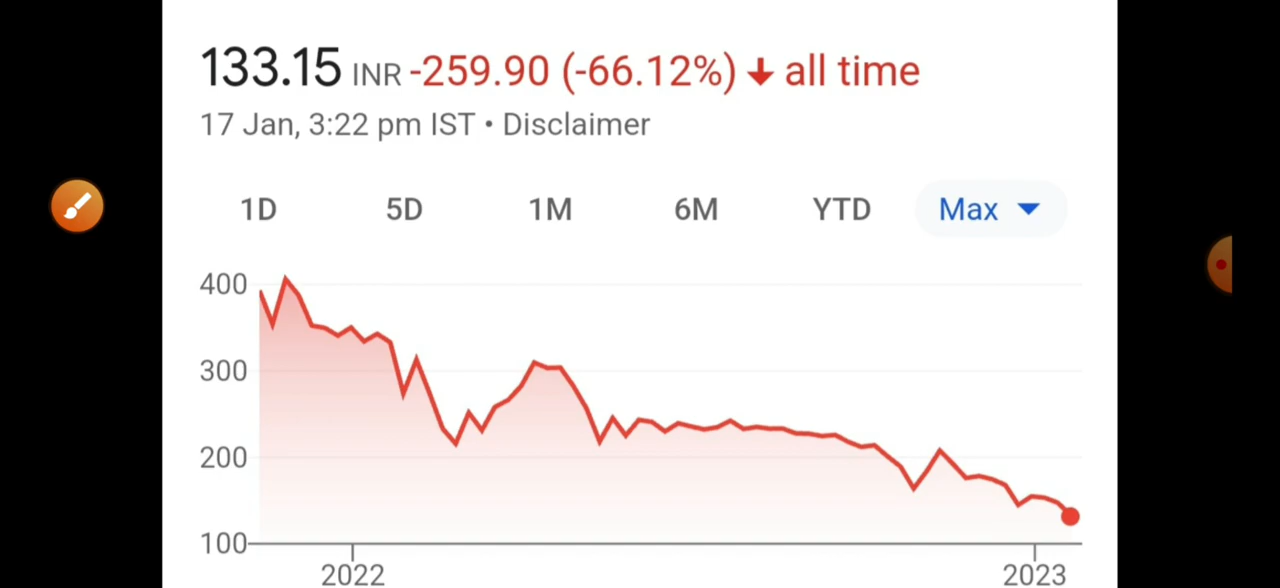 133.15 INR -259.90 (-66.12%) ↓ all time
17 Jan, 3:22 pm IST • Disclaimer
1D 5D 1M 6M YTD Max
400
300
200
100
2022 2023